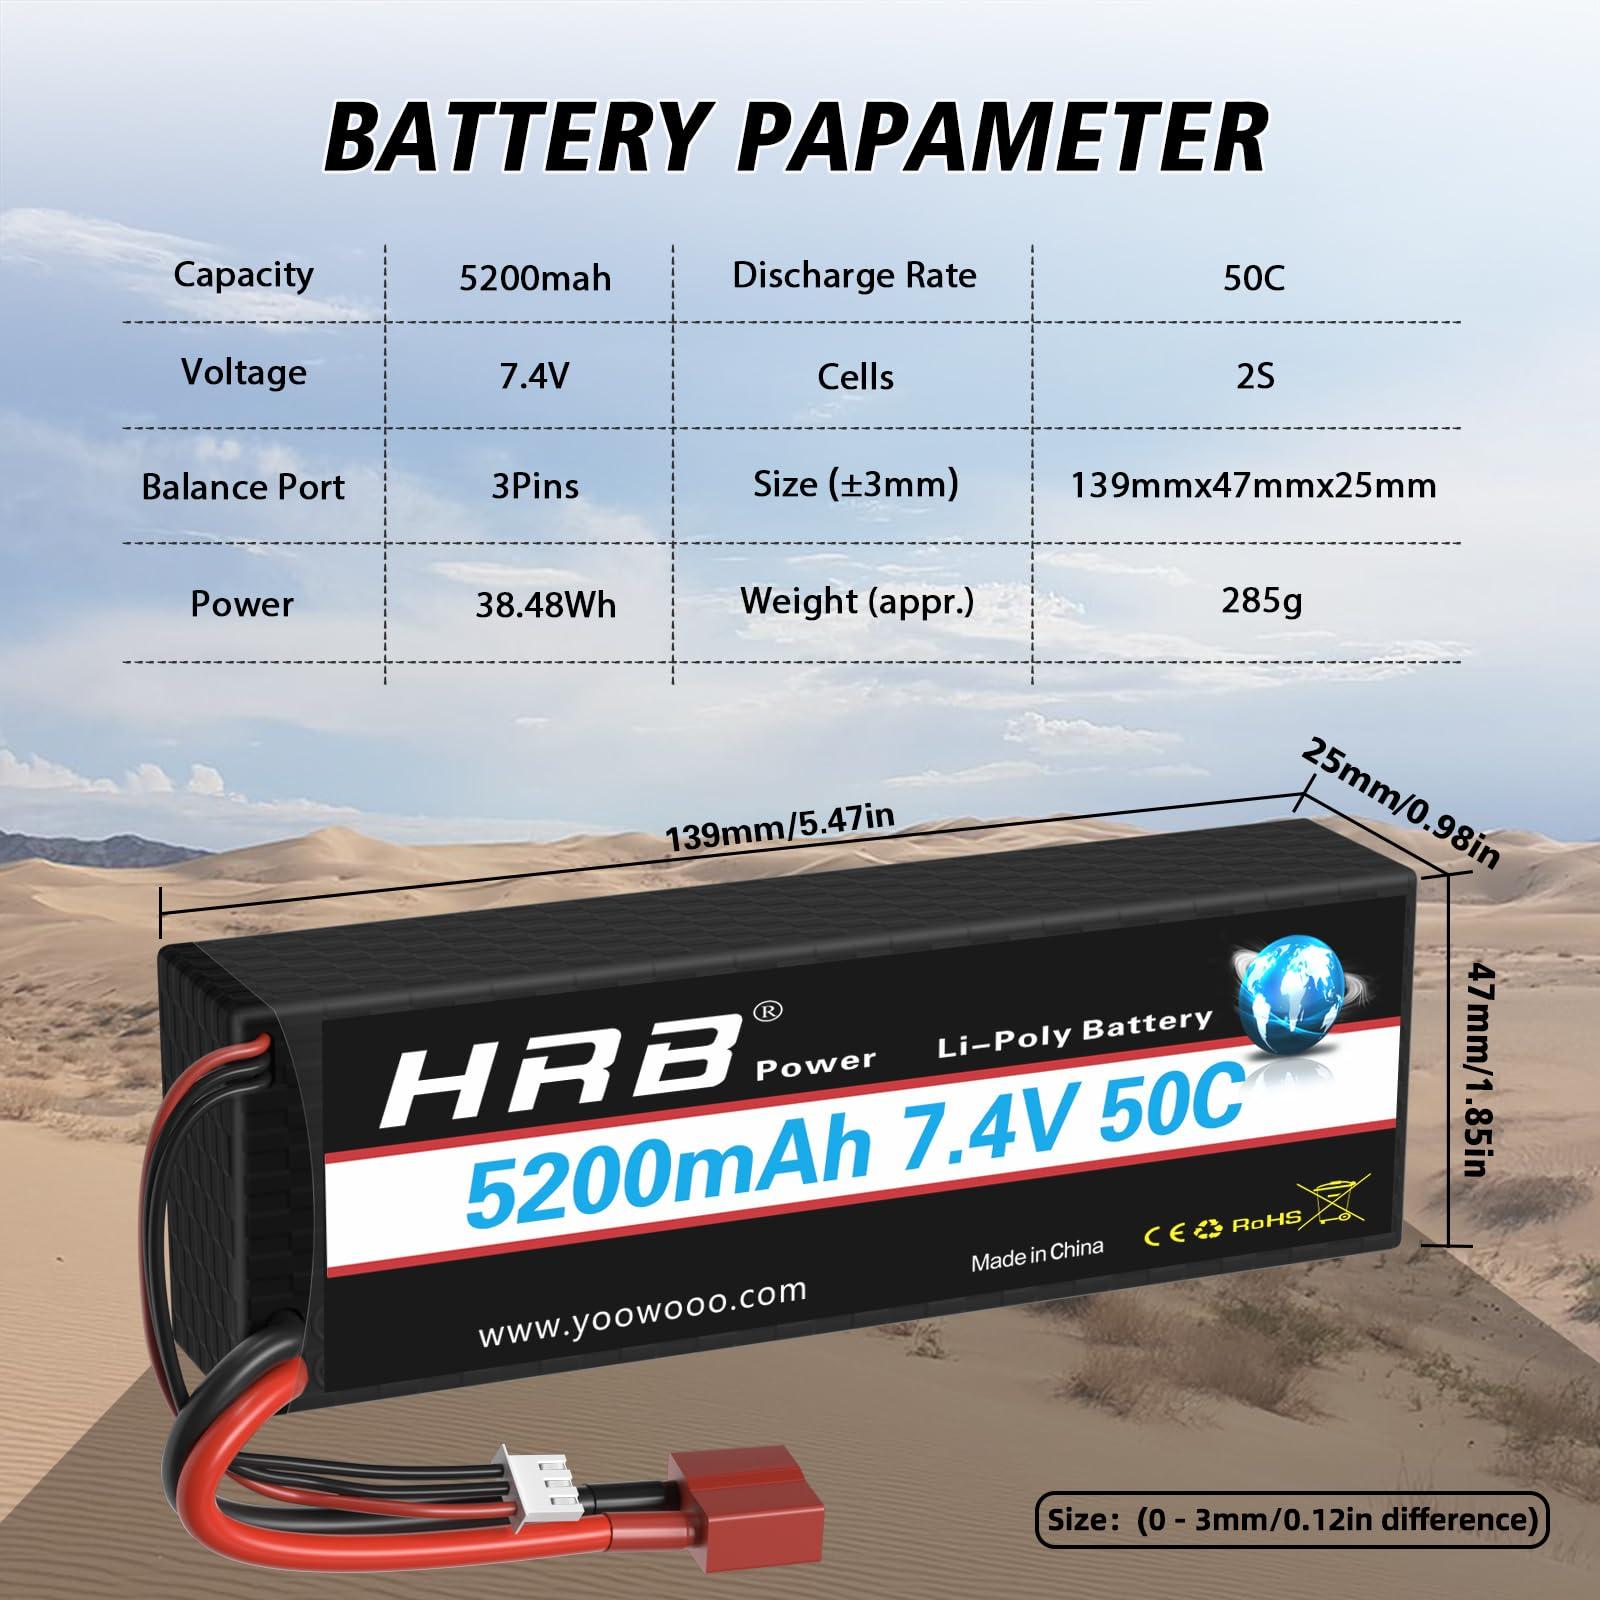 BATTERY PAPAMETER
Capacity 5200mah Discharge Rate 50C
Voltage 7.4V Cells 2S
Balance Port 3Pins Size (±3mm) 139mmx47mmx25mm
Power 38.48Wh Weight (appr.) 285g
139mm/5.47in
25mm/0.98in
47mm/1.85in
HRB® Power Li-Poly Battery
5200mAh 7.4V 50C
Made in China CE RoHS
www.yoowooo.com
Size: (0 - 3mm/0.12in difference)